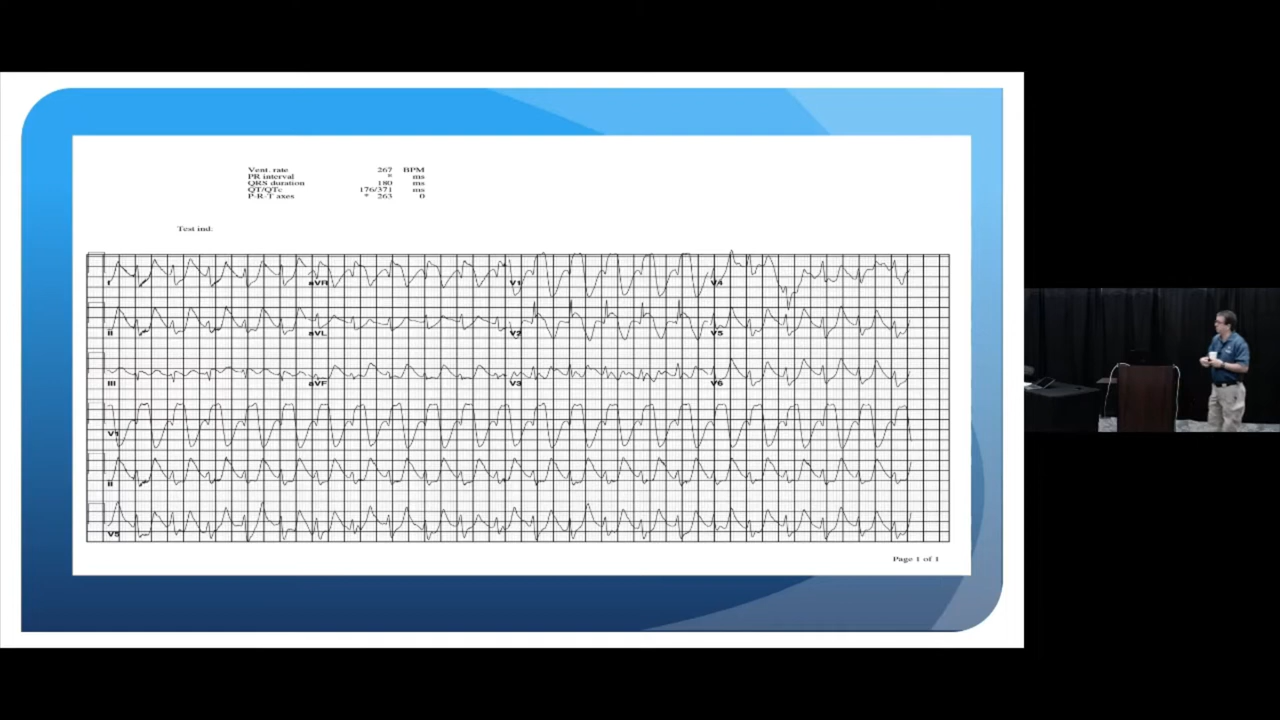 Vent. rate 267 BPM
PR interval * ms
QRS duration 180 ms
QT/QTc 176/371 ms
P-R-T axes * 263 0
Test ind:
I aVR V1 V4
II aVL V2 V5
III aVF V3 V6
V1
II
V5
Page 1 of 1